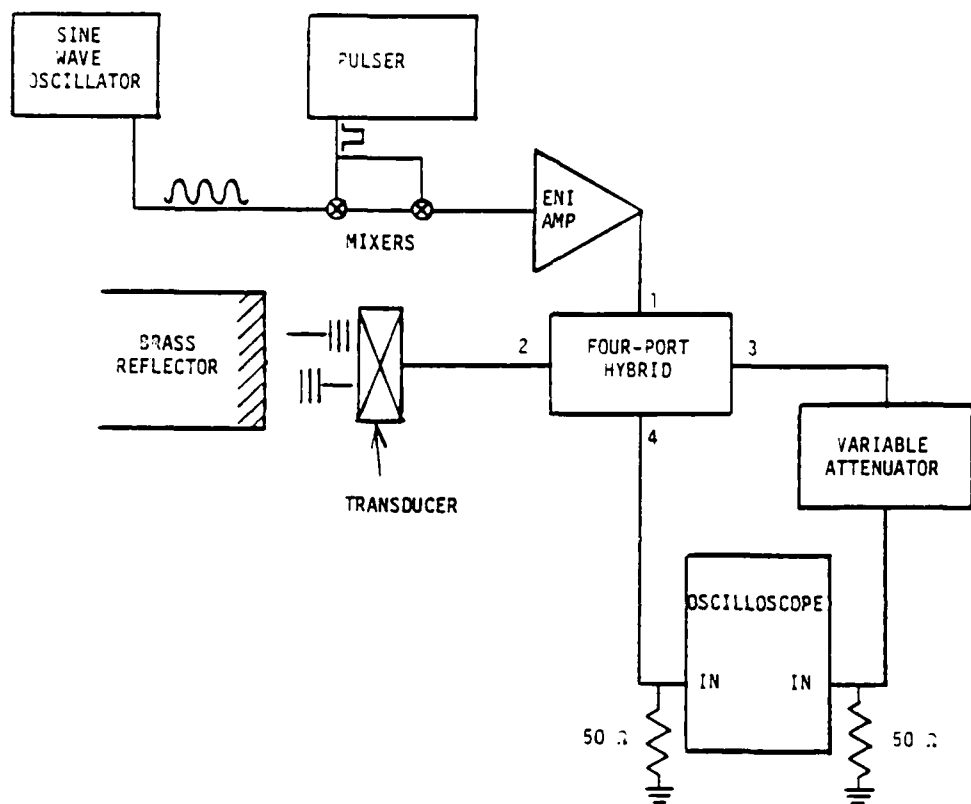 SINE
WAVE
OSCILLATOR
PULSER
ENI
AMP
MIXERS
1
BRASS
REFLECTOR
2
FOUR-PORT
HYBRID
3
4
VARIABLE
ATTENUATOR
TRANSDUCER
OSCILLOSCOPE
IN
IN
50 Ω
50 Ω